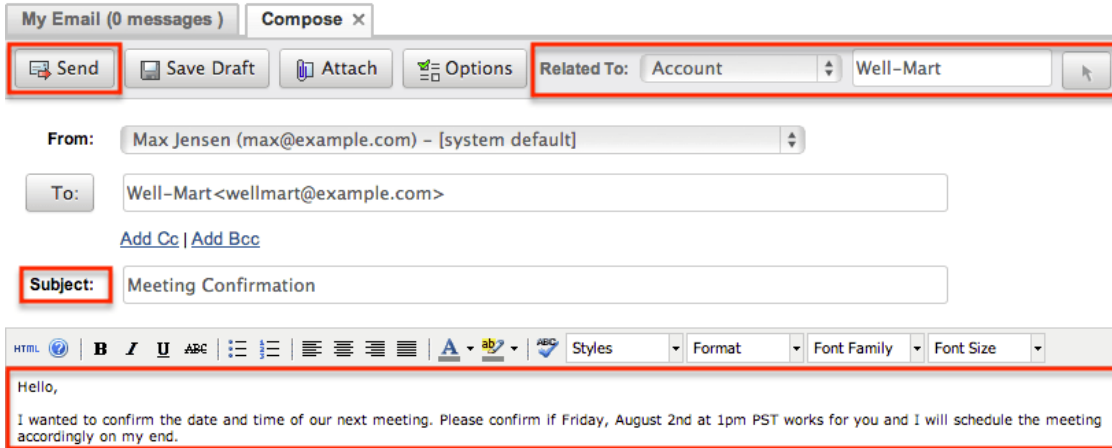 My Email (0 messages ) Compose ×
Send Save Draft Attach Options Related To: Account Well-Mart
From: Max Jensen (max@example.com) – [system default]
To: Well-Mart<wellmart@example.com>
Add Cc | Add Bcc
Subject: Meeting Confirmation
HTML ? B I U ABC A ab ABC Styles Format Font Family Font Size
Hello,
I wanted to confirm the date and time of our next meeting. Please confirm if Friday, August 2nd at 1pm PST works for you and I will schedule the meeting
accordingly on my end.